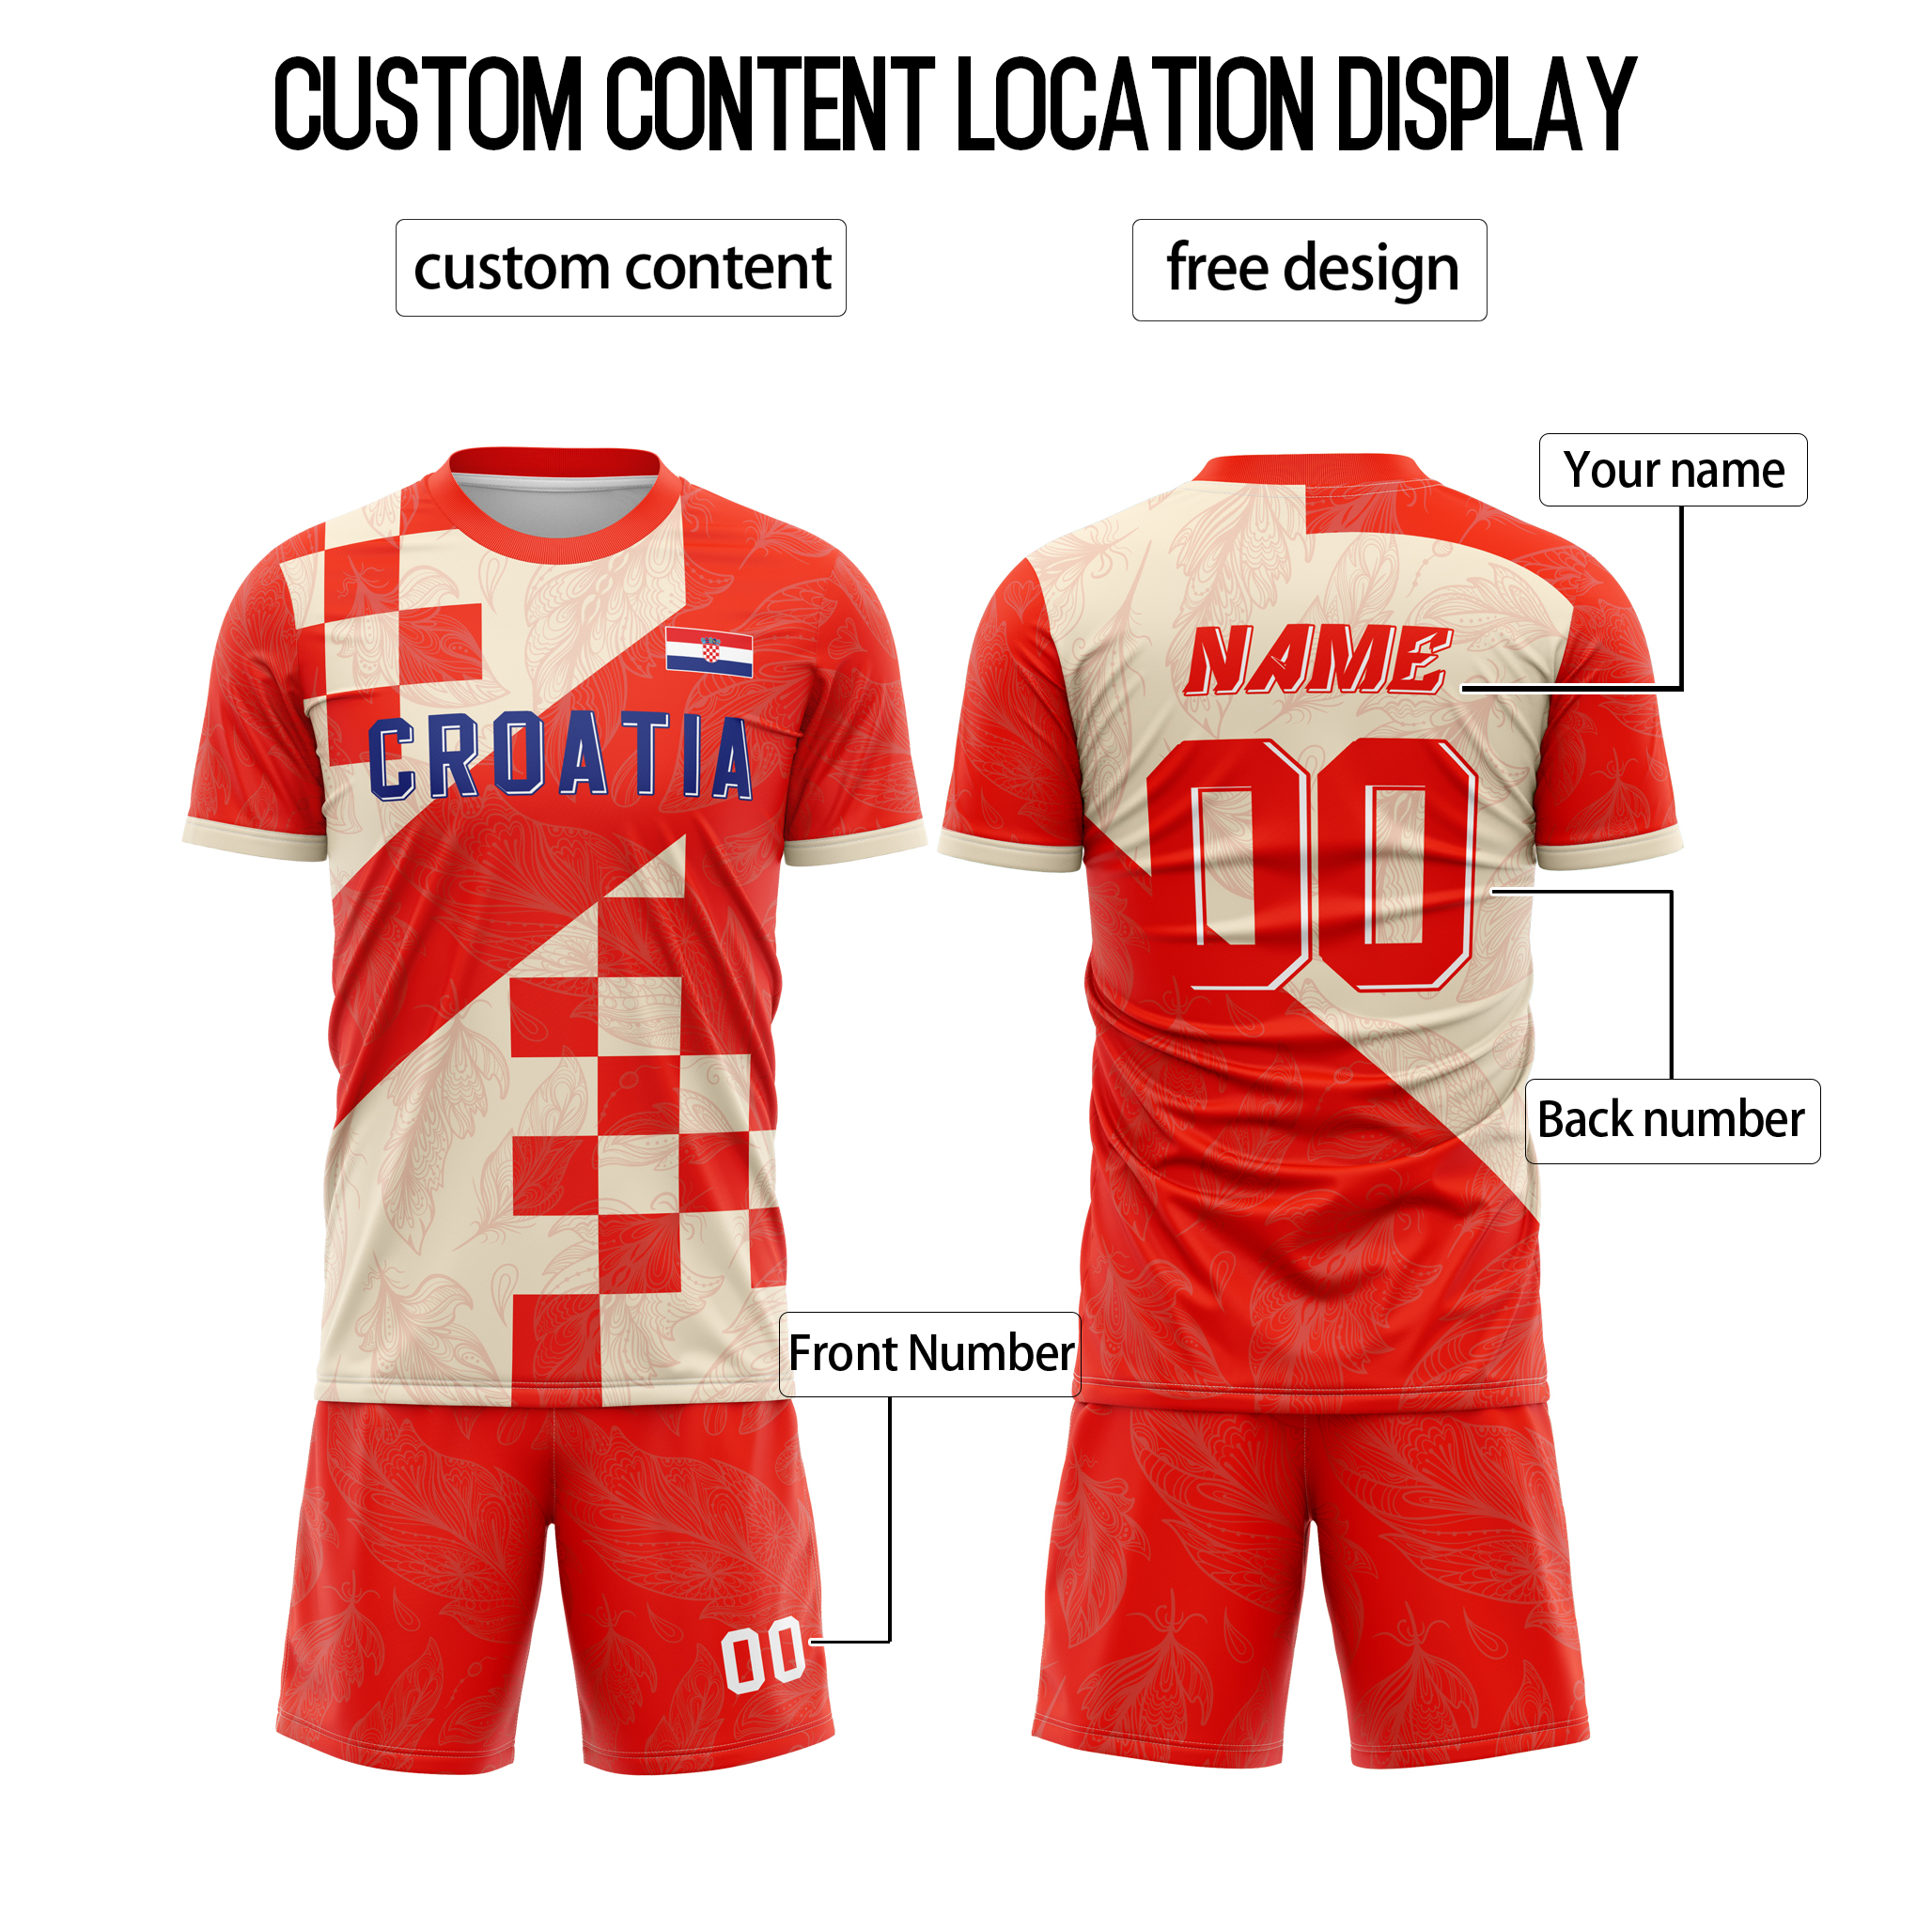 CUSTOM CONTENT LOCATION DISPLAY
custom content
free design
Your name
NAME
CROATIA
00
Back number
Front Number
00